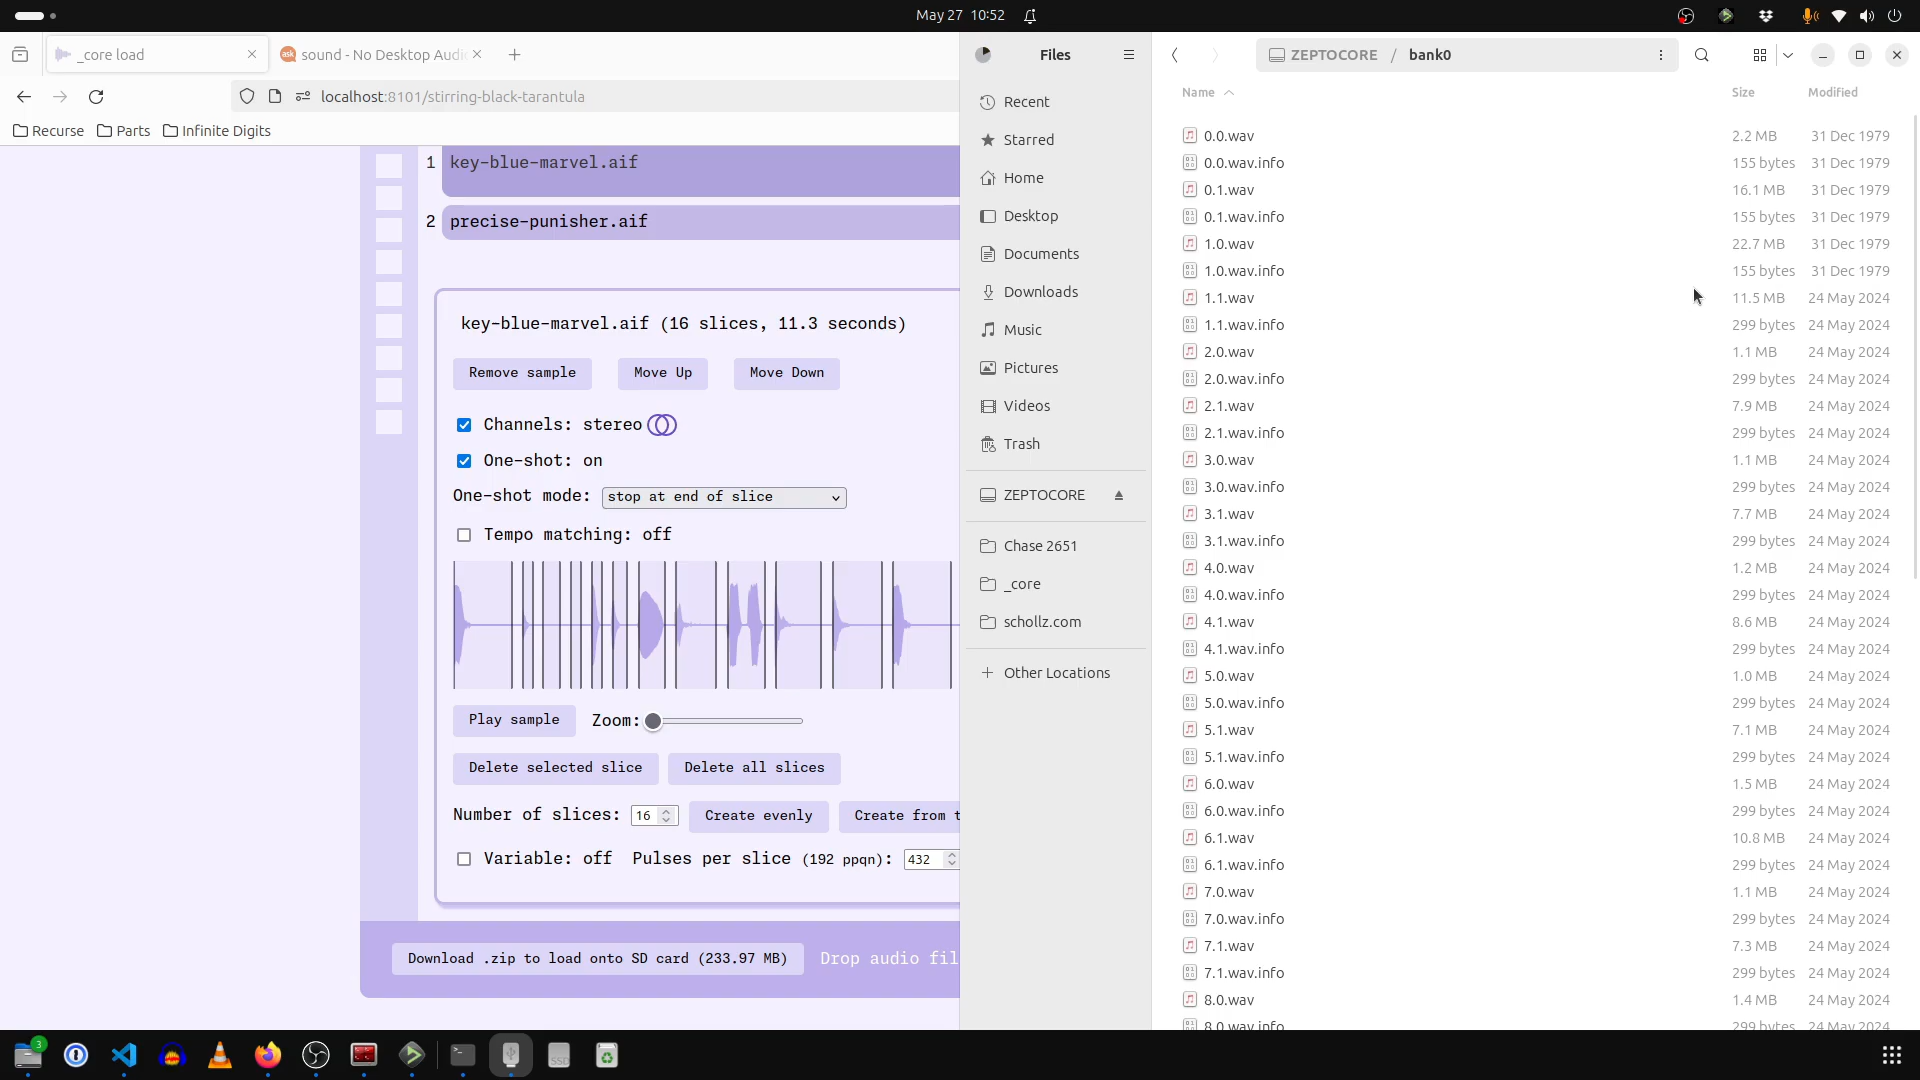 May 27 10:52
_core load
sound - No Desktop Audi
localhost:8101/stirring-black-tarantula
Recurse
Parts
Infinite Digits
1 key-blue-marvel.aif
2 precise-punisher.aif
key-blue-marvel.aif (16 slices, 11.3 seconds)
Remove sample
Move Up
Move Down
Channels: stereo
One-shot: on
One-shot mode: stop at end of slice
Tempo matching: off
Play sample
Zoom:
Delete selected slice
Delete all slices
Number of slices: 16
Create evenly
Create from t
Variable: off
Pulses per slice (192 ppqn): 432
Download .zip to load onto SD card (233.97 MB)
Drop audio fil
Files
Recent
Starred
Home
Desktop
Documents
Downloads
Music
Pictures
Videos
Trash
ZEPTOCORE
Chase 2651
_core
schollz.com
+ Other Locations
ZEPTOCORE / bank0
Name Size Modified
0.0.wav 2.2 MB 31 Dec 1979
0.0.wav.info 155 bytes 31 Dec 1979
0.1.wav 16.1 MB 31 Dec 1979
0.1.wav.info 155 bytes 31 Dec 1979
1.0.wav 22.7 MB 31 Dec 1979
1.0.wav.info 155 bytes 31 Dec 1979
1.1.wav 11.5 MB 24 May 2024
1.1.wav.info 299 bytes 24 May 2024
2.0.wav 1.1 MB 24 May 2024
2.0.wav.info 299 bytes 24 May 2024
2.1.wav 7.9 MB 24 May 2024
2.1.wav.info 299 bytes 24 May 2024
3.0.wav 1.1 MB 24 May 2024
3.0.wav.info 299 bytes 24 May 2024
3.1.wav 7.7 MB 24 May 2024
3.1.wav.info 299 bytes 24 May 2024
4.0.wav 1.2 MB 24 May 2024
4.0.wav.info 299 bytes 24 May 2024
4.1.wav 8.6 MB 24 May 2024
4.1.wav.info 299 bytes 24 May 2024
5.0.wav 1.0 MB 24 May 2024
5.0.wav.info 299 bytes 24 May 2024
5.1.wav 7.1 MB 24 May 2024
5.1.wav.info 299 bytes 24 May 2024
6.0.wav 1.5 MB 24 May 2024
6.0.wav.info 299 bytes 24 May 2024
6.1.wav 10.8 MB 24 May 2024
6.1.wav.info 299 bytes 24 May 2024
7.0.wav 1.1 MB 24 May 2024
7.0.wav.info 299 bytes 24 May 2024
7.1.wav 7.3 MB 24 May 2024
7.1.wav.info 299 bytes 24 May 2024
8.0.wav 1.4 MB 24 May 2024
8.0.wav.info 299 bytes 24 May 2024
3